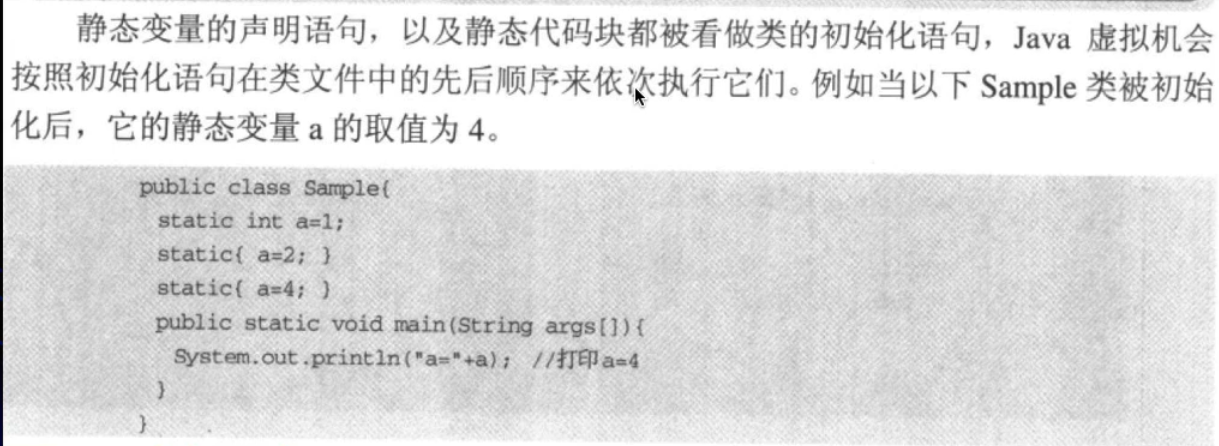 静态变量的声明语句，以及静态代码块都被看做类的初始化语句，Java 虚拟机会
按照初始化语句在类文件中的先后顺序来依次执行它们。例如当以下 Sample 类被初始
化后，它的静态变量 a 的取值为 4。
public class Sample{
static int a=1;
static{ a=2; }
static{ a=4; }
public static void main(String args[]){
System.out.println("a="+a); //打印a=4
}
}